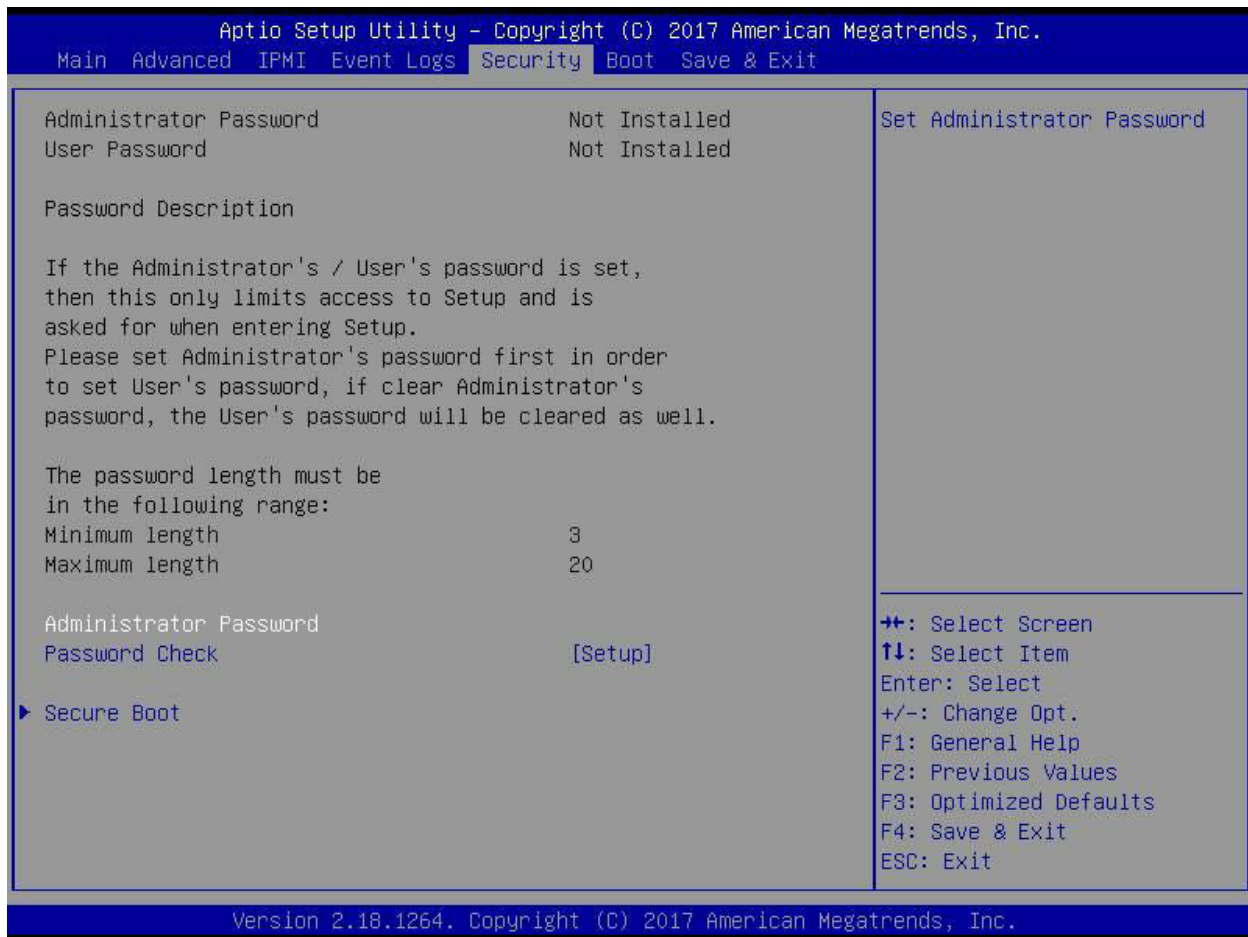 Aptio Setup Utility – Copyright (C) 2017 American Megatrends, Inc.
Main Advanced IPMI Event Logs Security Boot Save & Exit
Administrator Password Not Installed
User Password Not Installed
Password Description
If the Administrator's / User's password is set,
then this only limits access to Setup and is
asked for when entering Setup.
Please set Administrator's password first in order
to set User's password, if clear Administrator's
password, the User's password will be cleared as well.
The password length must be
in the following range:
Minimum length 3
Maximum length 20
Administrator Password
Password Check [Setup]
Secure Boot
Set Administrator Password
→←: Select Screen
↑↓: Select Item
Enter: Select
+/-: Change Opt.
F1: General Help
F2: Previous Values
F3: Optimized Defaults
F4: Save & Exit
ESC: Exit
Version 2.18.1264. Copyright (C) 2017 American Megatrends, Inc.